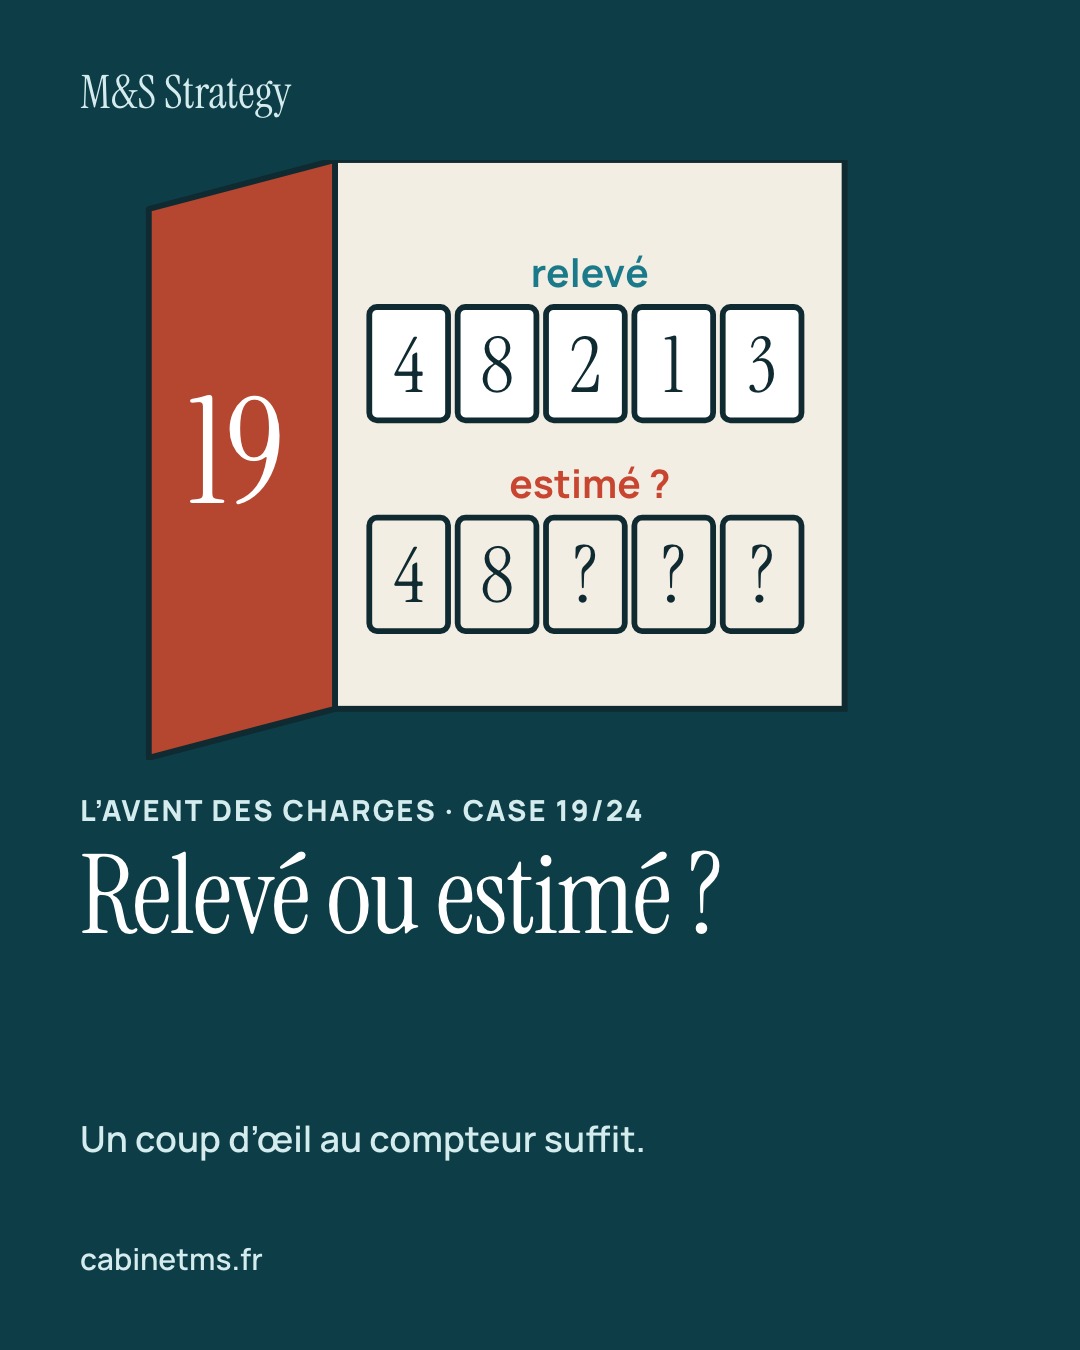 M&S Strategy
19
relevé
4 8 2 1 3
estimé ?
4 8 ? ? ?
L’AVENT DES CHARGES · CASE 19/24
Relevé ou estimé ?
Un coup d’œil au compteur suffit.
cabinetms.fr